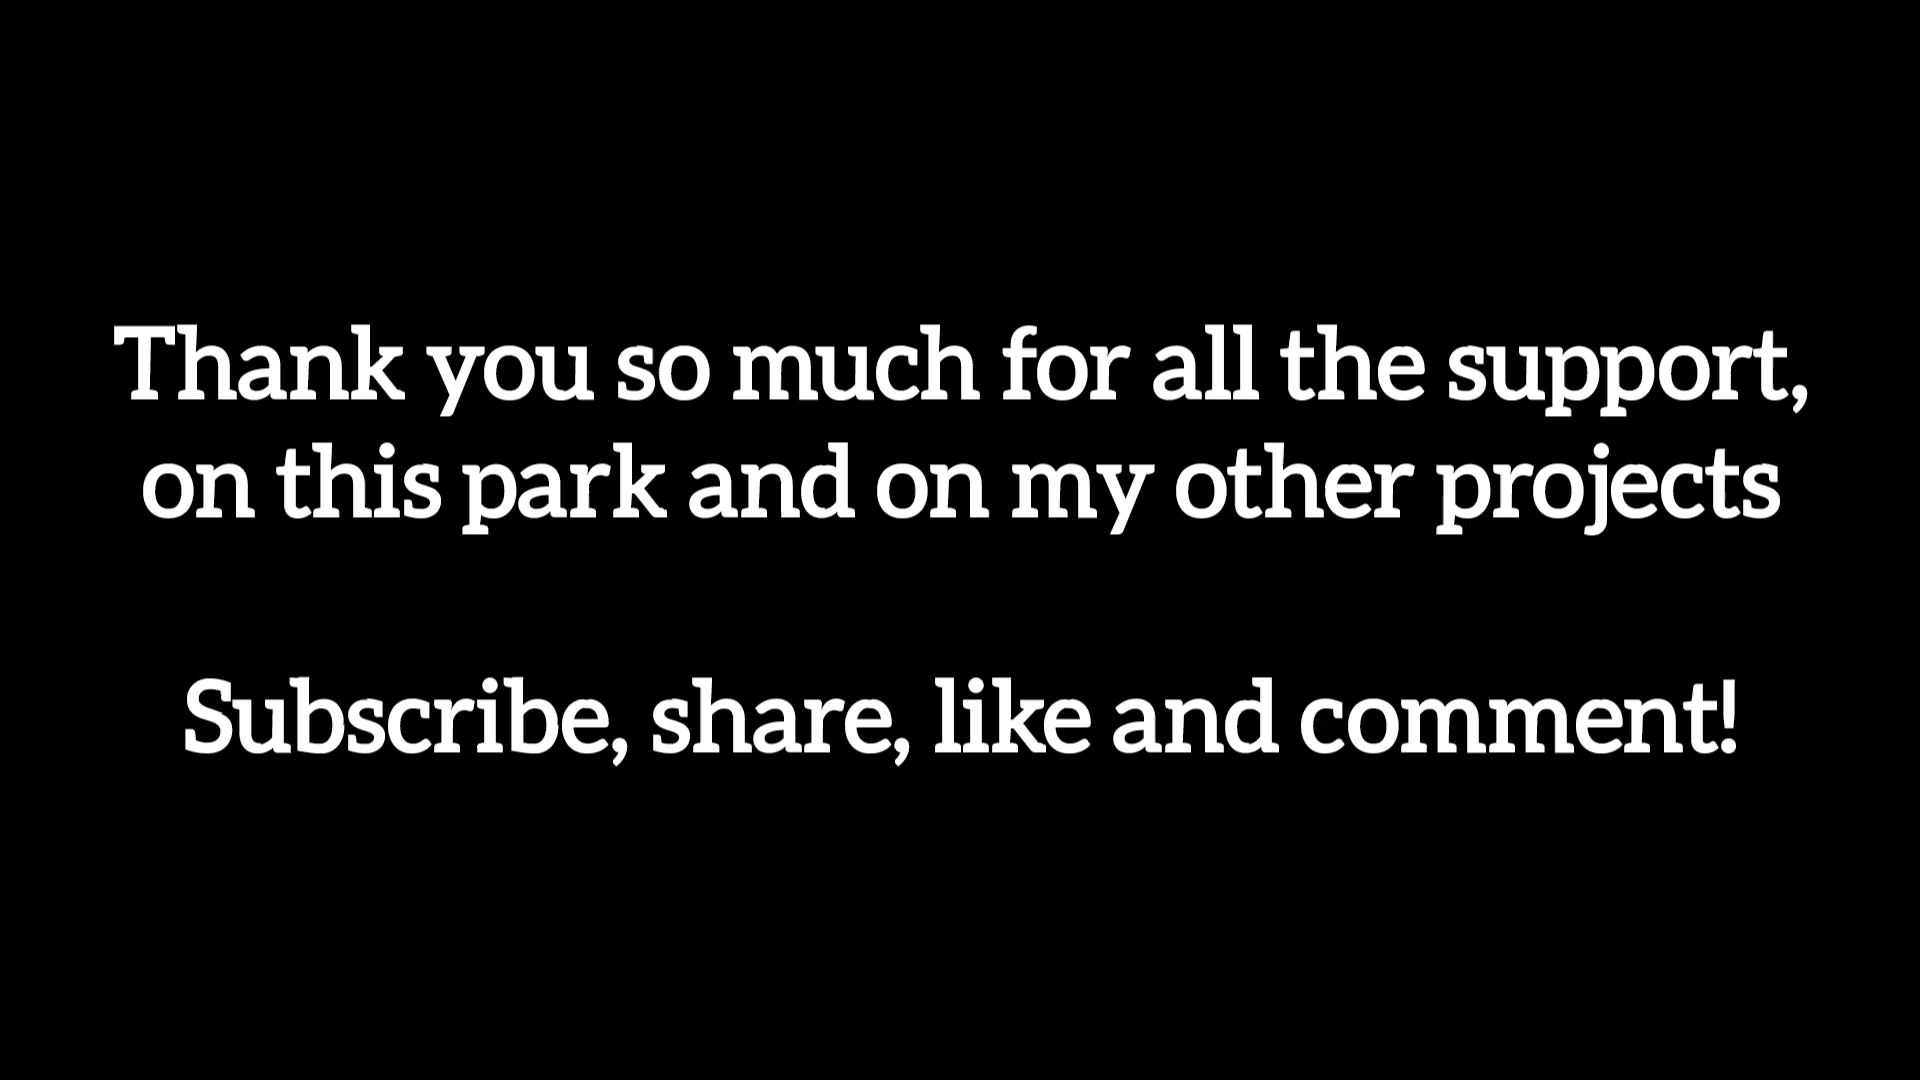 Thank you so much for all the support,
on this park and on my other projects
Subscribe, share, like and comment!